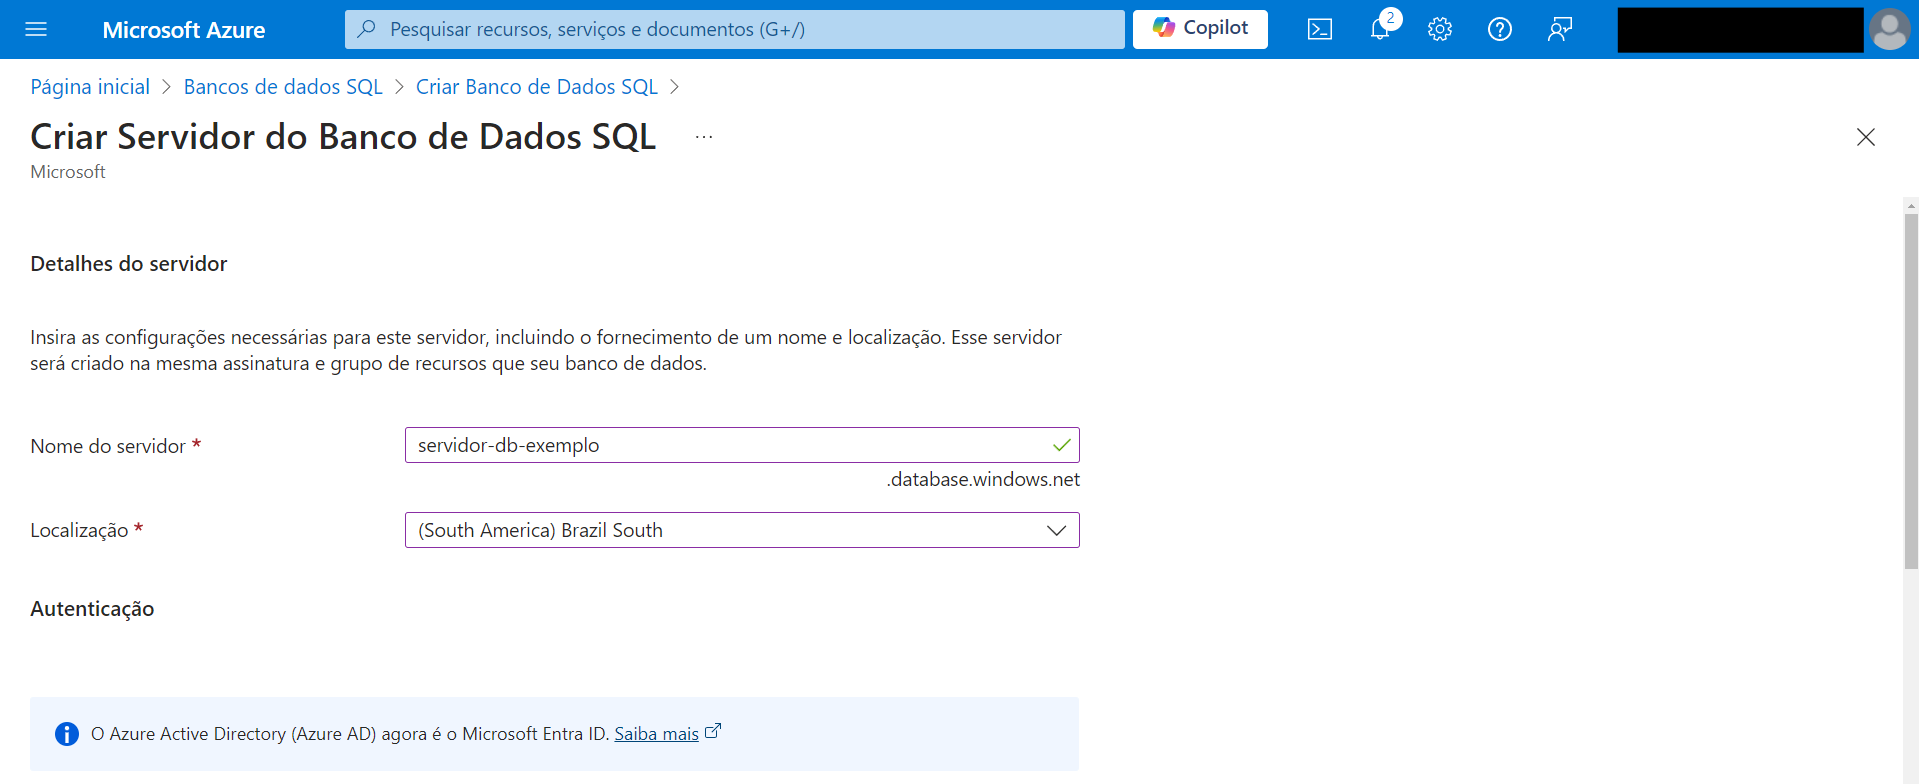 Microsoft Azure
Pesquisar recursos, serviços e documentos (G+/)
Copilot
2
Página inicial > Bancos de dados SQL > Criar Banco de Dados SQL >
Criar Servidor do Banco de Dados SQL ...
Microsoft
Detalhes do servidor
Insira as configurações necessárias para este servidor, incluindo o fornecimento de um nome e localização. Esse servidor
será criado na mesma assinatura e grupo de recursos que seu banco de dados.
Nome do servidor *
servidor-db-exemplo
.database.windows.net
Localização *
(South America) Brazil South
Autenticação
O Azure Active Directory (Azure AD) agora é o Microsoft Entra ID. Saiba mais